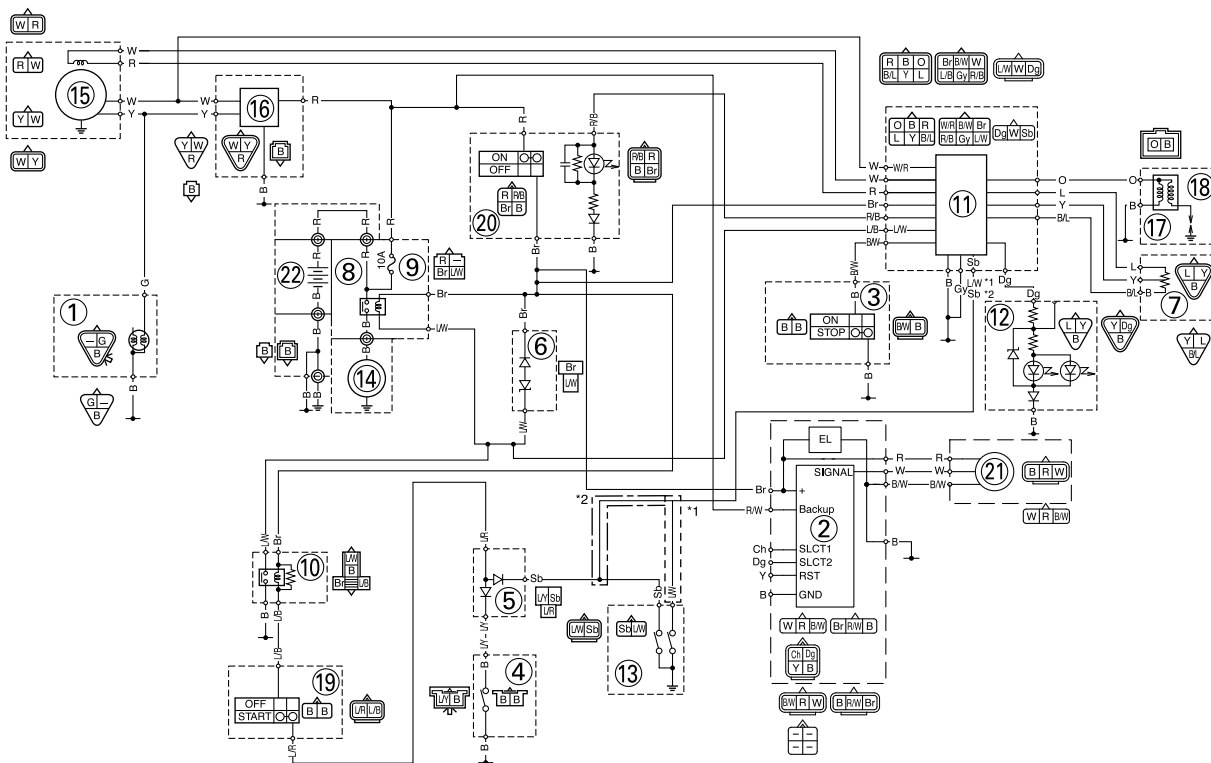 W R
R W
Y W
W Y
15
W
R
W
Y
W
Y
16
R
Y W
R
W Y
R
B
B
B
G
1
– G
B
G –
B
B
R
R
R
R
22
8
9
10A
R –
Br L/W
B
B
B
B
B
B
B
14
Br
L/W
R
ON
OFF
R R/B
Br B
20
Br
R/B
R/B R
B Br
B
Br
6
Br
L/W
L/W
R B O
B/L Y L
Br B/W W
L/B Gy R/B
L/W W Dg
O B R
L Y B/L
W/R B/W Br
R/B Gy L/W
Dg W Sb
W W/R
W
R
Br
R/B
L/B L/W
B/W
11
O
L
Y
B/L
B
Gy
Sb
L/W *1
Sb *2
Dg
O B
O
B
18
17
L
Y
B/L B
7
L Y
B
Y L
B/L
B/W
B
3
B B
ON
STOP
B/W B
B
Dg
12
L Y
B
Y Dg
B
B
EL
SIGNAL
+
Backup
2
SLCT1
SLCT2
RST
GND
Br
R/W
Ch
Dg
Y
B
R
W
B/W
R
W
B/W
21
B R W
W R B/W
B
W R B/W
Br R/W B
Ch Dg
Y B
B/W R W
B R/W Br
– –
– –
L/W
Br
10
L/W
B
Br L/B
B
L/B
L/B
OFF
START
19
B B
L/R L/B
L/R
L/R
5
Sb
L/Y Sb
L/R
L/Y
L/Y
B
4
L/Y B
B B
B
*2
*1
Sb
L/W
L/W Sb
Sb L/W
13